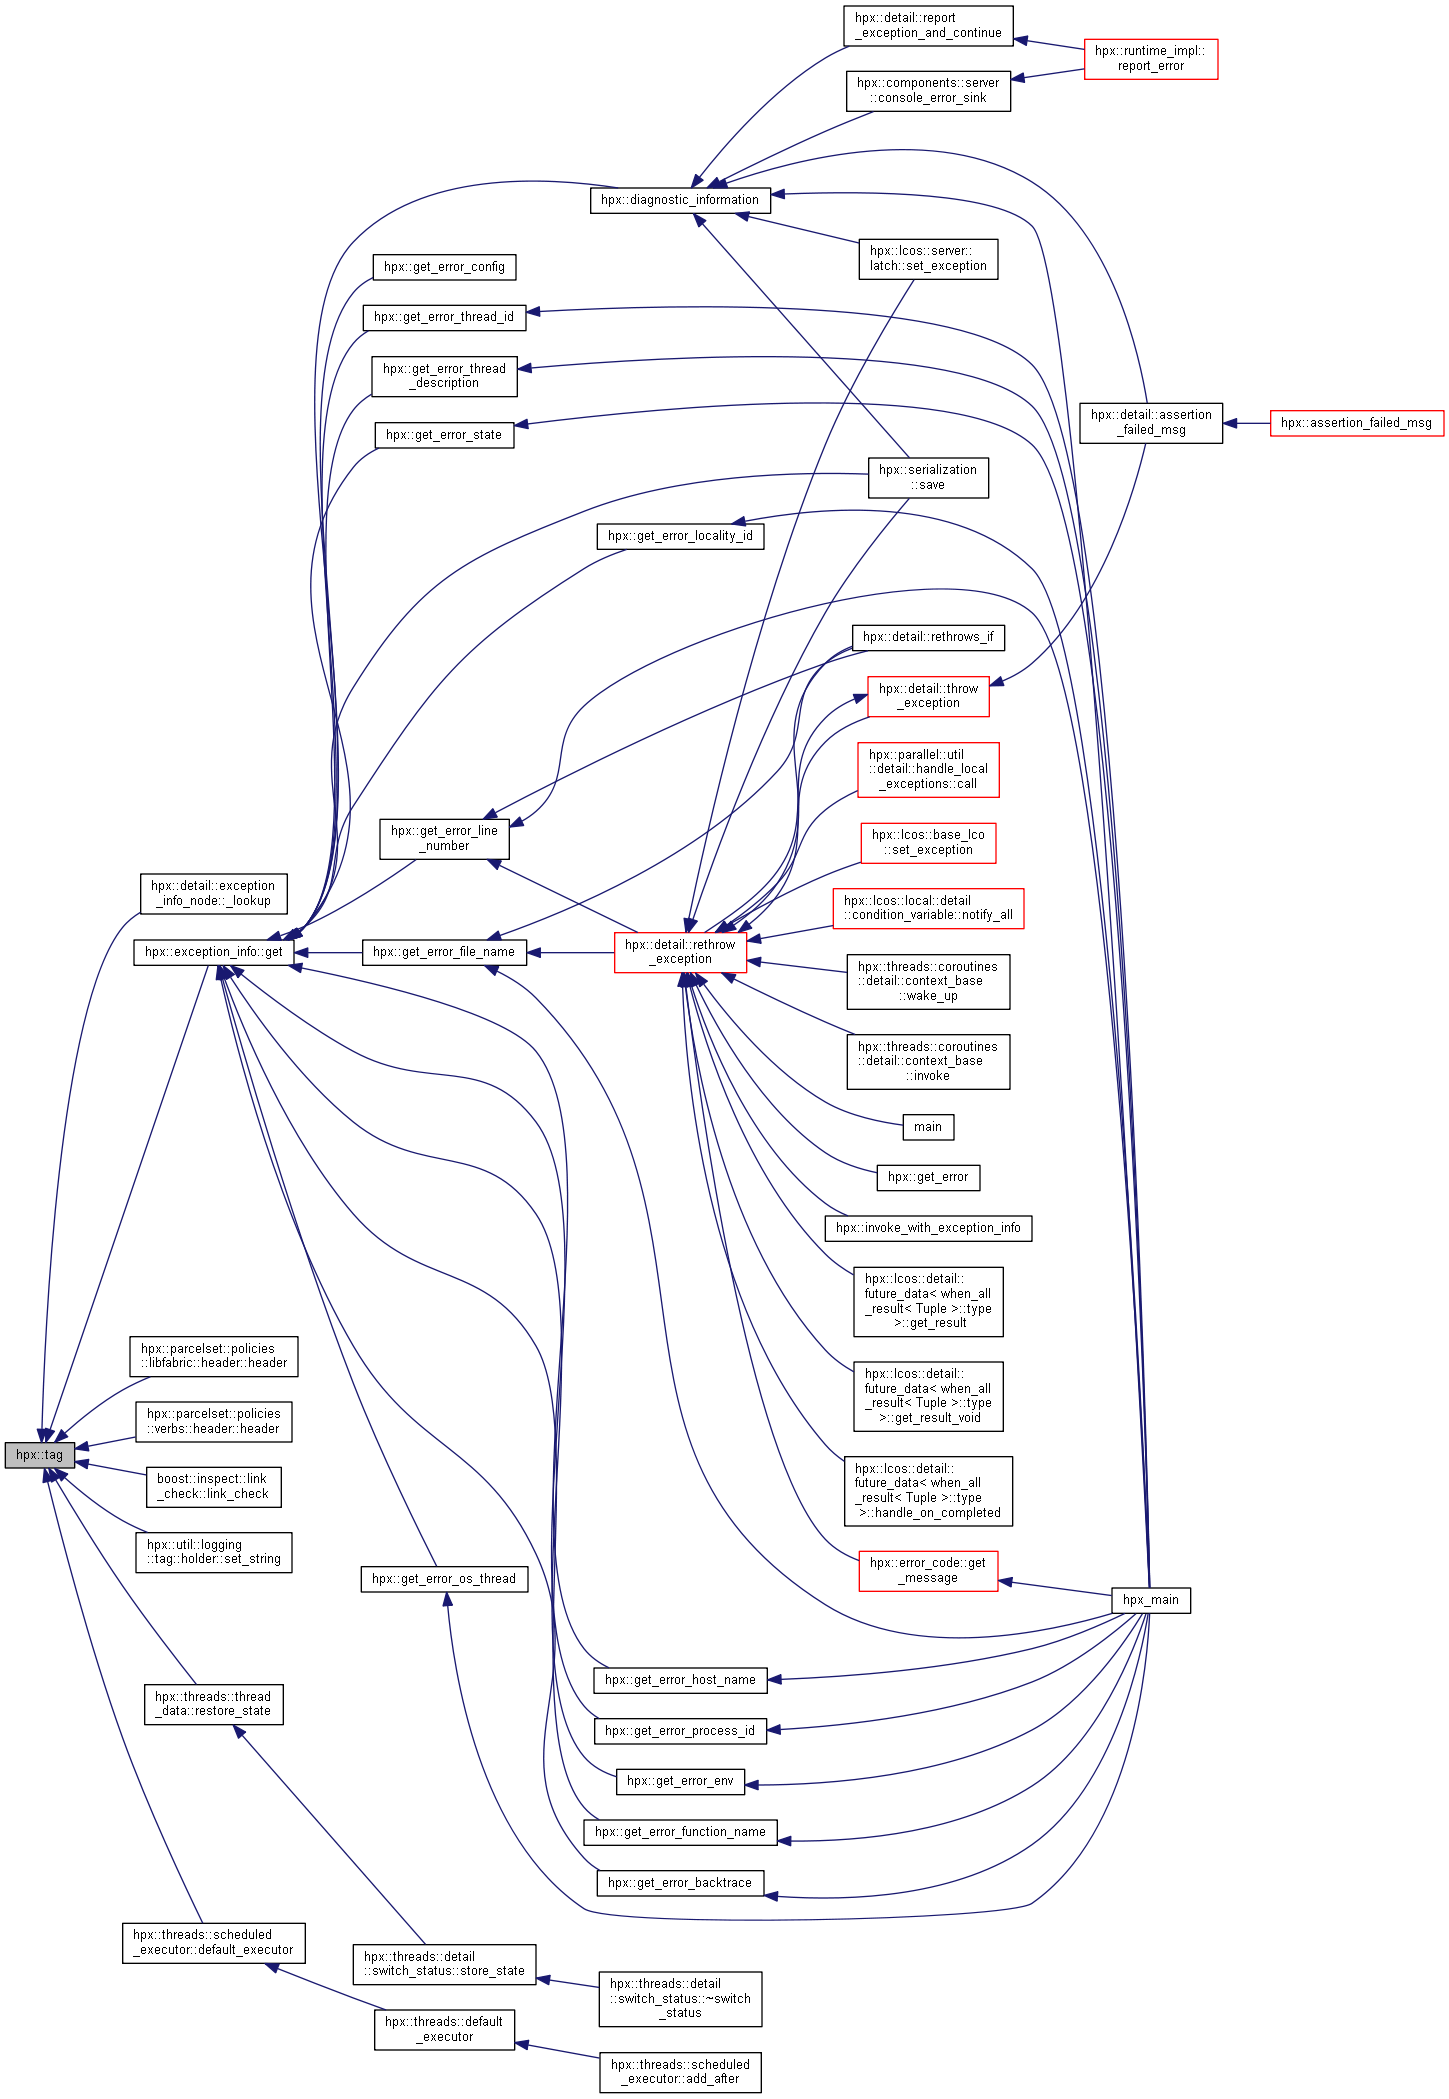 hpx::detail::report
_exception_and_continue
hpx::runtime_impl::
report_error
hpx::components::server
::console_error_sink
hpx::diagnostic_information
hpx::lcos::server::
latch::set_exception
hpx::get_error_config
hpx::get_error_thread_id
hpx::get_error_thread
_description
hpx::detail::assertion
_failed_msg
hpx::assertion_failed_msg
hpx::get_error_state
hpx::serialization
::save
hpx::get_error_locality_id
hpx::detail::rethrows_if
hpx::detail::throw
_exception
hpx::parallel::util
::detail::handle_local
_exceptions::call
hpx::get_error_line
_number
hpx::lcos::base_lco
::set_exception
hpx::detail::exception
_info_node::_lookup
hpx::lcos::local::detail
::condition_variable::notify_all
hpx::exception_info::get
hpx::get_error_file_name
hpx::detail::rethrow
_exception
hpx::threads::coroutines
::detail::context_base
::wake_up
hpx::threads::coroutines
::detail::context_base
::invoke
main
hpx::get_error
hpx::invoke_with_exception_info
hpx::lcos::detail::
future_data< when_all
_result< Tuple >::type
>::get_result
hpx::parcelset::policies
::libfabric::header::header
hpx::lcos::detail::
future_data< when_all
_result< Tuple >::type
>::get_result_void
hpx::parcelset::policies
::verbs::header::header
hpx::tag
boost::inspect::link
_check::link_check
hpx::lcos::detail::
future_data< when_all
_result< Tuple >::type
>::handle_on_completed
hpx::util::logging
::tag::holder::set_string
hpx::get_error_os_thread
hpx::error_code::get
_message
hpx_main
hpx::get_error_host_name
hpx::threads::thread
_data::restore_state
hpx::get_error_process_id
hpx::get_error_env
hpx::get_error_function_name
hpx::get_error_backtrace
hpx::threads::scheduled
_executor::default_executor
hpx::threads::detail
::switch_status::store_state
hpx::threads::detail
::switch_status::~switch
_status
hpx::threads::default
_executor
hpx::threads::scheduled
_executor::add_after